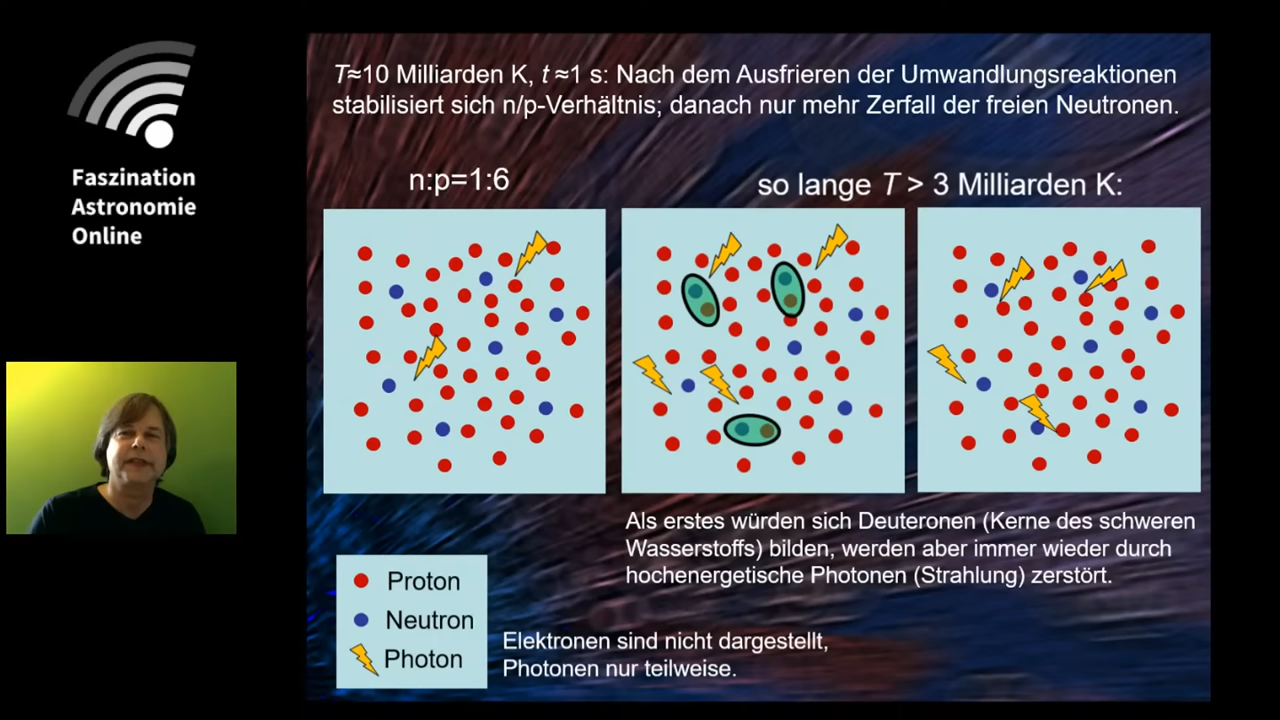 Faszination
Astronomie
Online
T≈10 Milliarden K, t ≈1 s: Nach dem Ausfrieren der Umwandlungsreaktionen
stabilisiert sich n/p-Verhältnis; danach nur mehr Zerfall der freien Neutronen.
n:p=1:6
so lange T > 3 Milliarden K:
Als erstes würden sich Deuteronen (Kerne des schweren
Wasserstoffs) bilden, werden aber immer wieder durch
hochenergetische Photonen (Strahlung) zerstört.
Proton
Neutron
Photon
Elektronen sind nicht dargestellt,
Photonen nur teilweise.